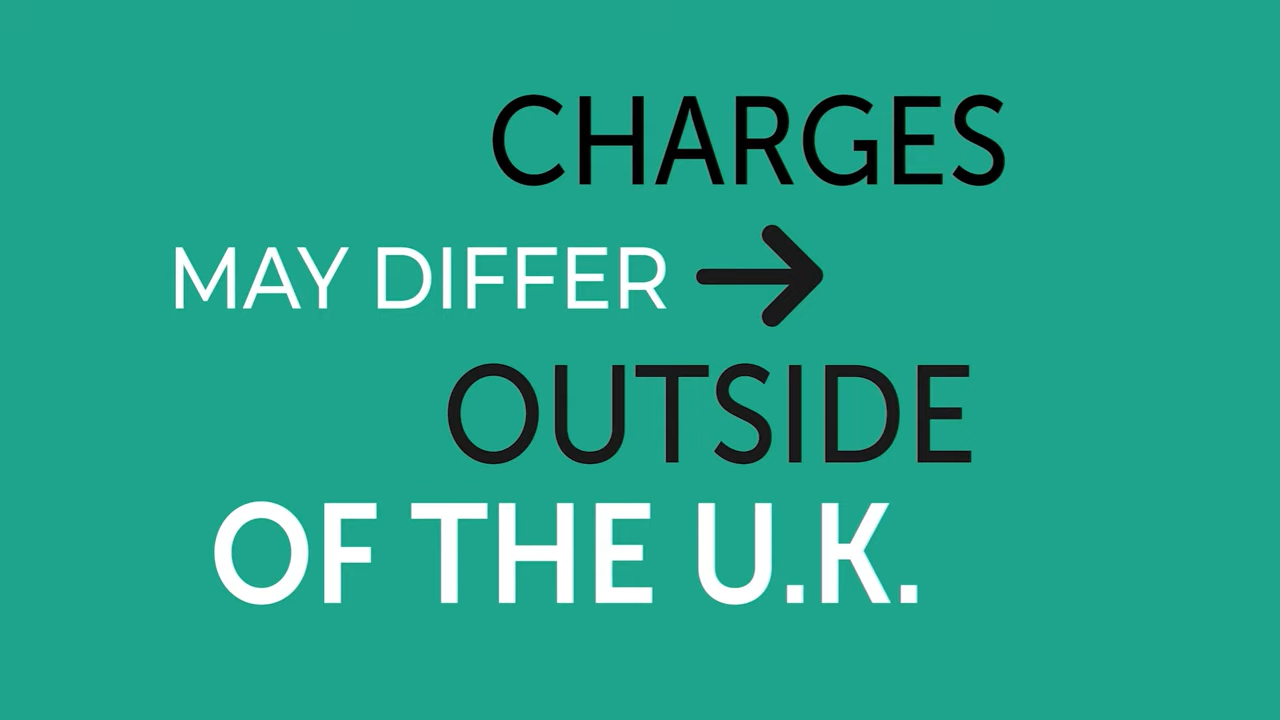 CHARGES
MAY DIFFER
OUTSIDE
OF THE U.K.